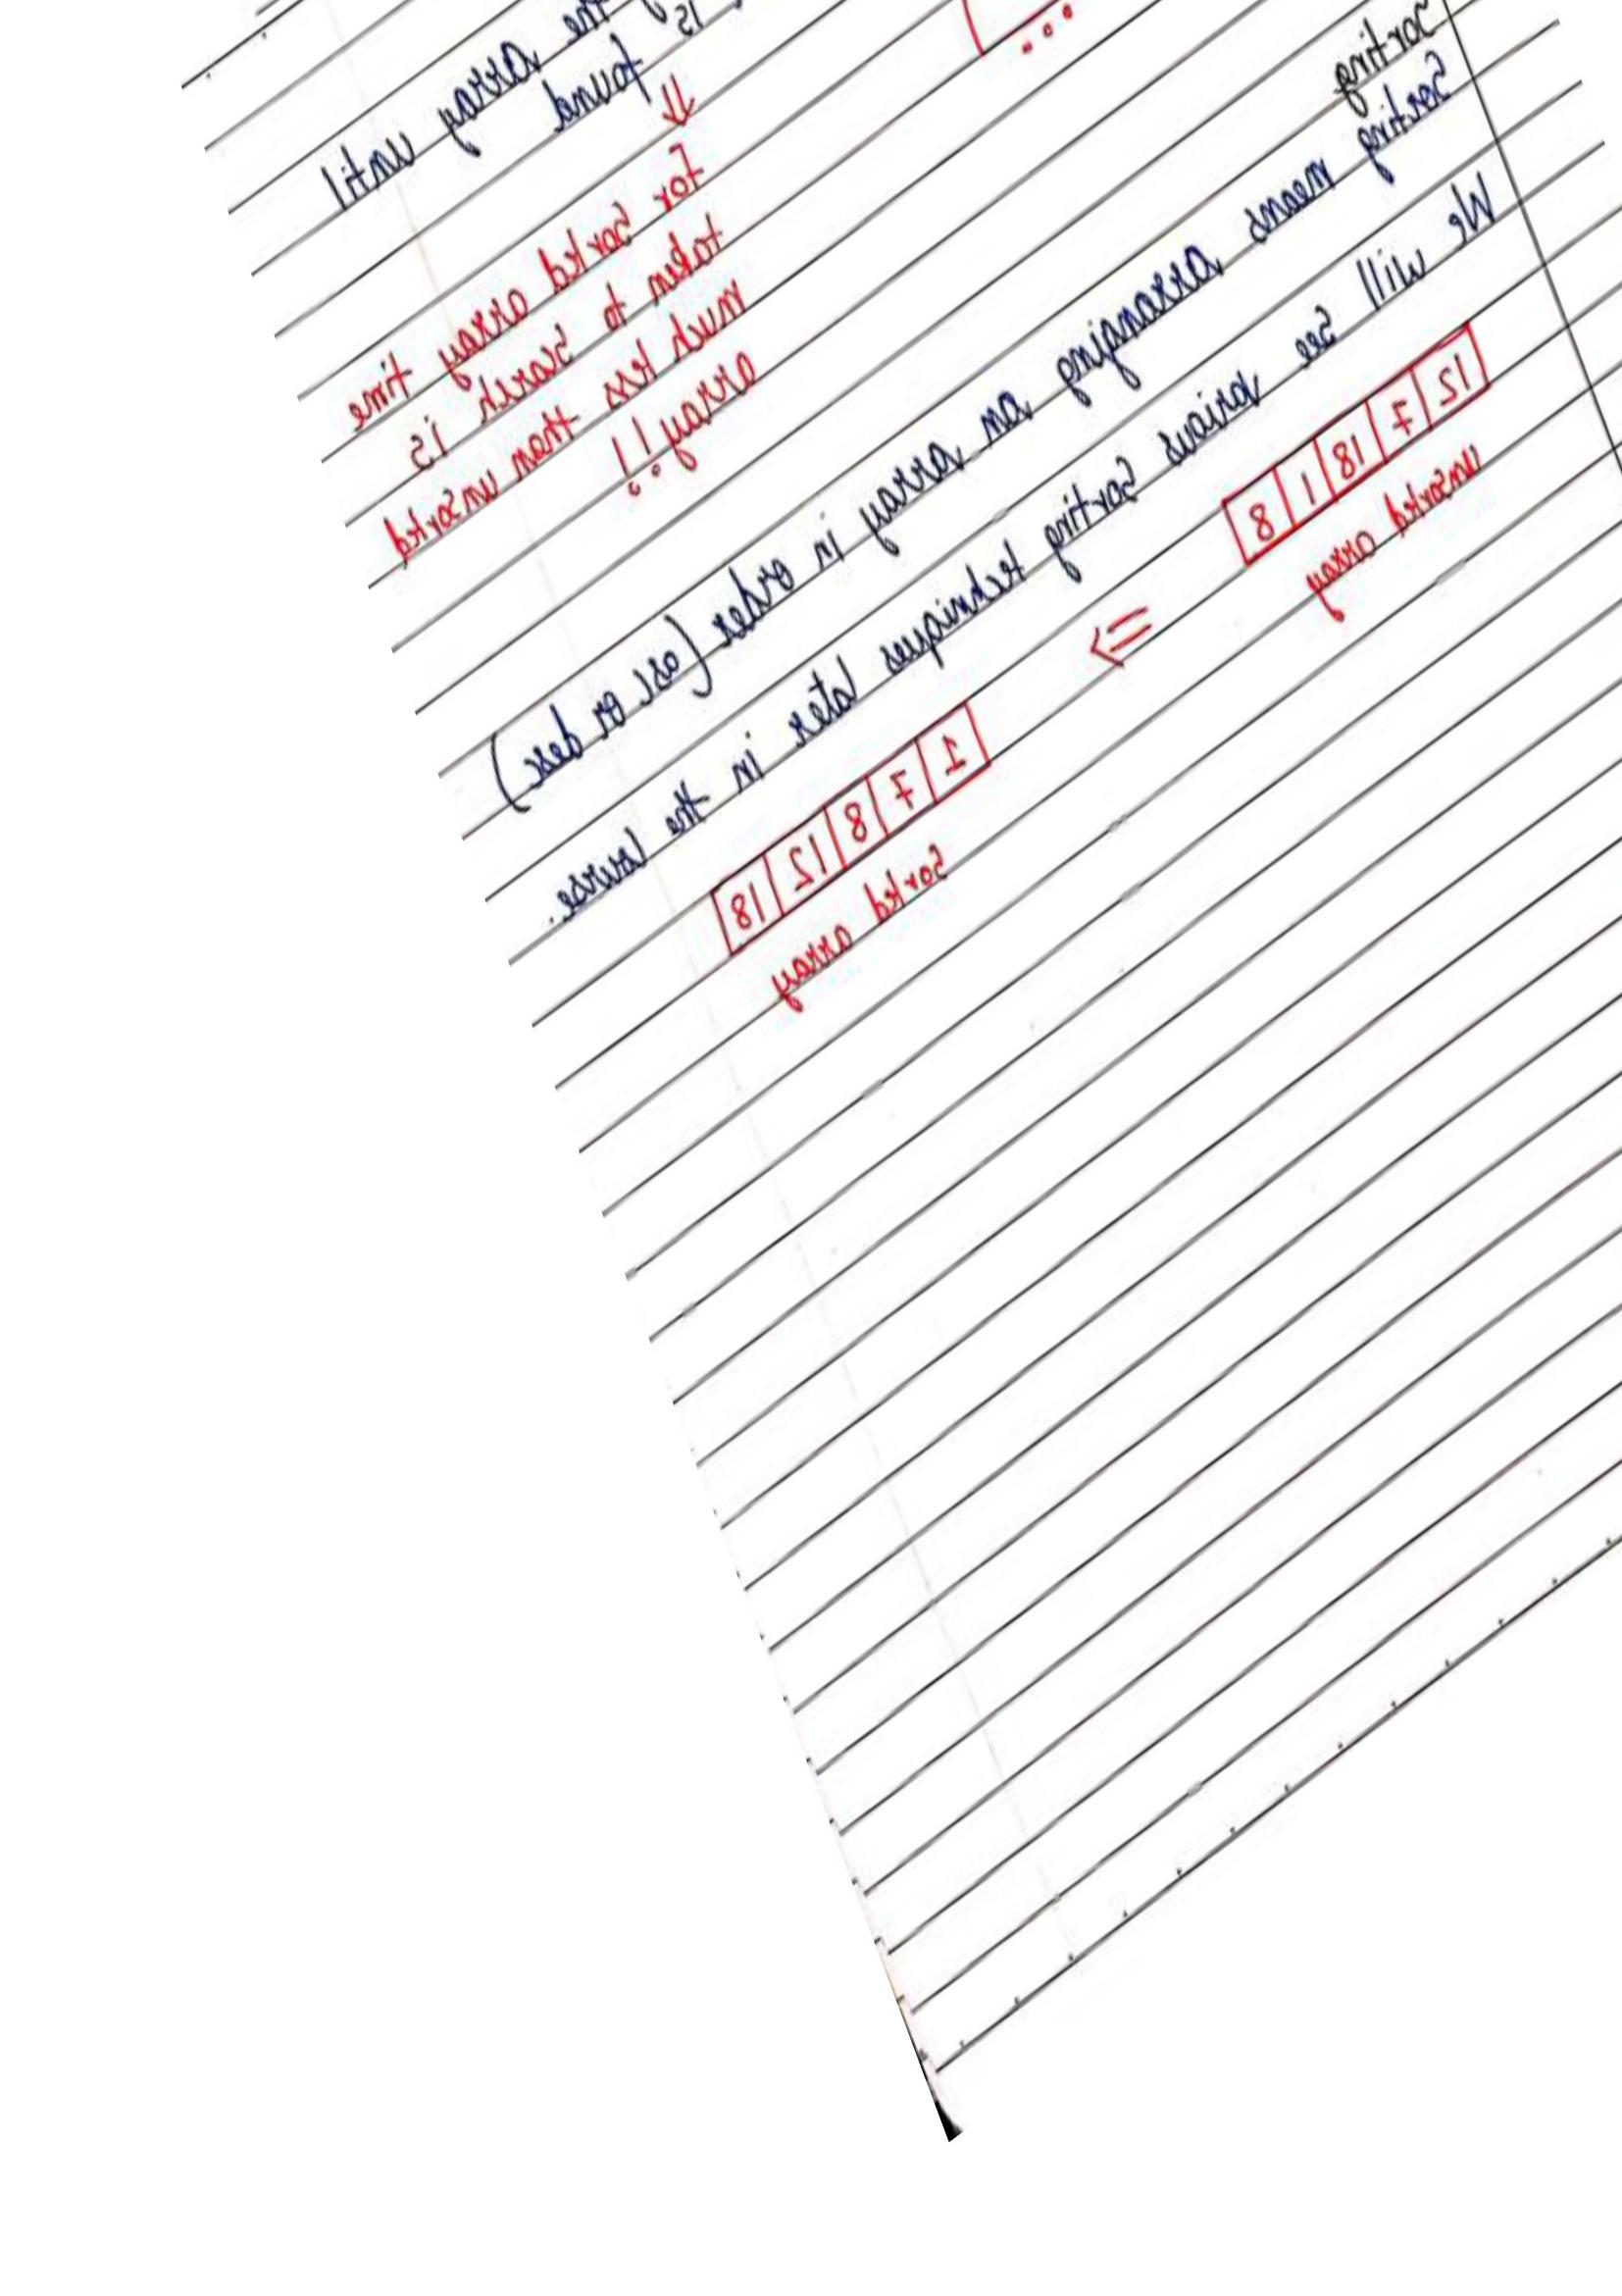 the array until
is found
⇓
for Sorted array time
taken to Search is
much less than unsorted
array!!
Sorting
Sorting means arranging an array in order (asc or desc)
We will see various Sorting techniques later in the course.
12 7 18 1 8 ⇒ 1 7 8 12 18
unsorted array Sorted array